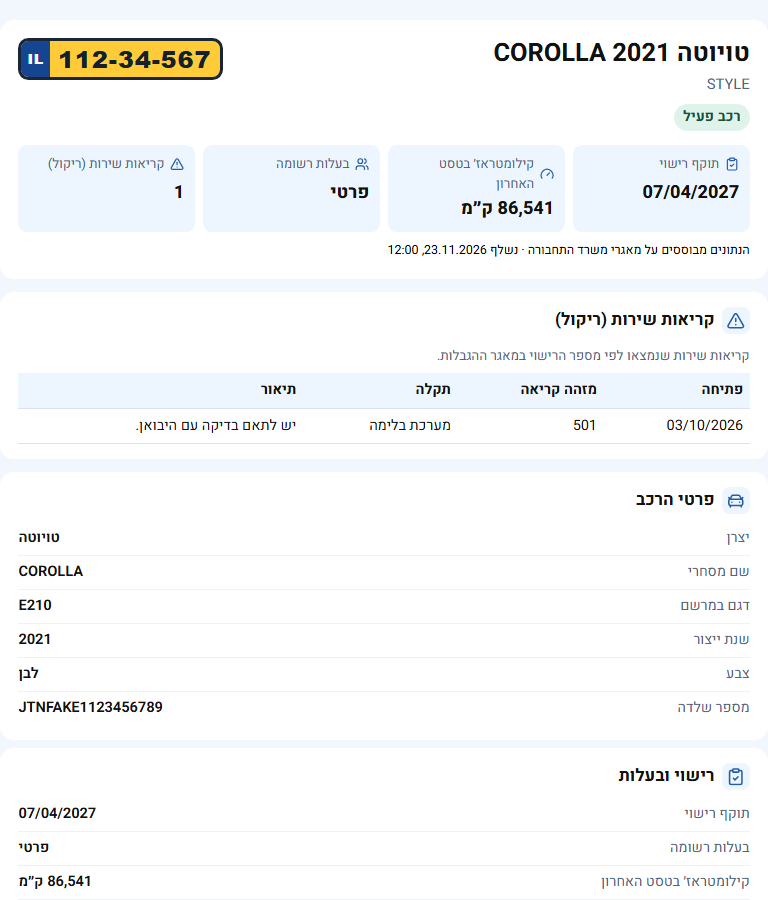 טויוטה COROLLA 2021
IL 112-34-567
STYLE
רכב פעיל
תוקף רישוי
07/04/2027
קילומטראז' בטסט האחרון
86,541 ק״מ
בעלות רשומה
פרטי
קריאות שירות (ריקול)
1
הנתונים מבוססים על מאגרי משרד התחבורה · נשלף 23.11.2026, 12:00
קריאות שירות (ריקול)
קריאות שירות שנמצאו לפי מספר הרישוי במאגר ההגבלות.
פתיחה מזהה קריאה תקלה תיאור
03/10/2026 501 מערכת בלימה יש לתאם בדיקה עם היבואן.
פרטי הרכב
יצרן טויוטה
שם מסחרי COROLLA
דגם במרשם E210
שנת ייצור 2021
צבע לבן
מספר שלדה JTNFAKE1123456789
רישוי ובעלות
תוקף רישוי 07/04/2027
בעלות רשומה פרטי
קילומטראז' בטסט האחרון 86,541 ק״מ